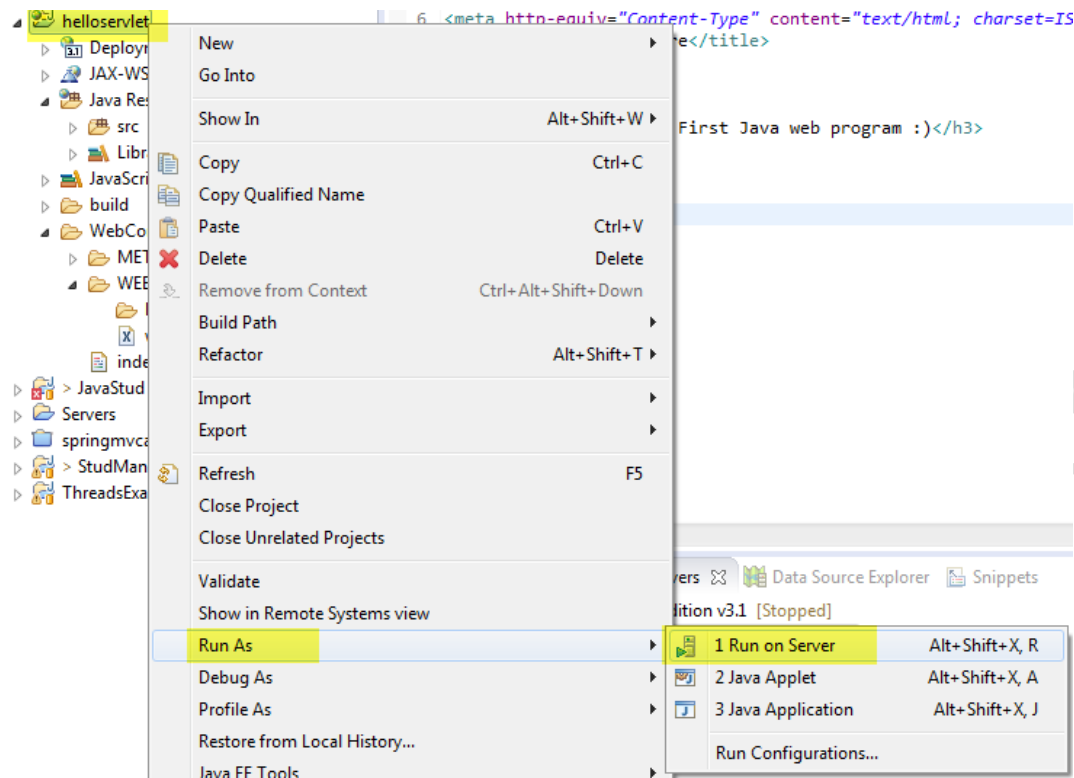 helloservlet
Deployr
JAX-WS
Java Res
src
Libr
JavaScri
build
WebCo
MET
WEB
inde
> JavaStud
Servers
springmvca
> StudMan
ThreadsExa
6 <meta http-equiv="Content-Type" content="text/html; charset=IS
re</title>
First Java web program :)</h3>
New
Go Into
Show In Alt+Shift+W
Copy Ctrl+C
Copy Qualified Name
Paste Ctrl+V
Delete Delete
Remove from Context Ctrl+Alt+Shift+Down
Build Path
Refactor Alt+Shift+T
Import
Export
Refresh F5
Close Project
Close Unrelated Projects
Validate
Show in Remote Systems view
Run As
Debug As
Profile As
Restore from Local History...
Java EE Tools
vers Data Source Explorer Snippets
dition v3.1 [Stopped]
1 Run on Server Alt+Shift+X, R
2 Java Applet Alt+Shift+X, A
3 Java Application Alt+Shift+X, J
Run Configurations...